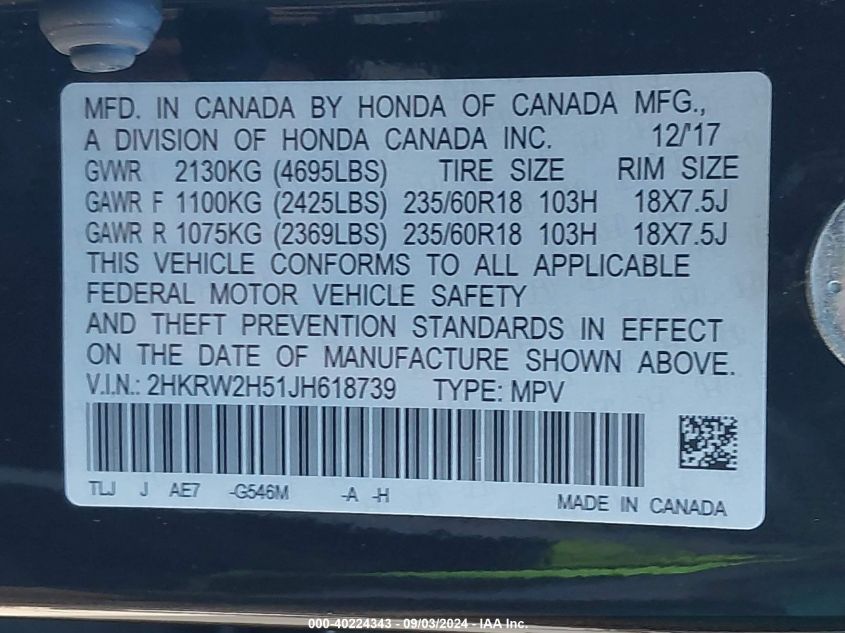 MFD. IN CANADA BY HONDA OF CANADA MFG.,
A DIVISION OF HONDA CANADA INC. 12/'17
GVWR 2130KG (4695LBS) TIRE SIZE RIM SIZE
GAWR F 1100KG (2425LBS) 235/60R18 103H 18X7.5J
GAWR R 1075KG (2369LBS) 235/60R18 103H 18X7.5J
THIS VEHICLE CONFORMS TO ALL APPLICABLE
FEDERAL MOTOR VEHICLE SAFETY
AND THEFT PREVENTION STANDARDS IN EFFECT
ON THE DATE OF MANUFACTURE SHOWN ABOVE.
V.I.N.: 2HKRW2H51JH618739 TYPE: MPV
TLJ J AE7 -G546M -A -H
MADE IN CANADA
000-40224343 - 09/03/2024 - IAA Inc.